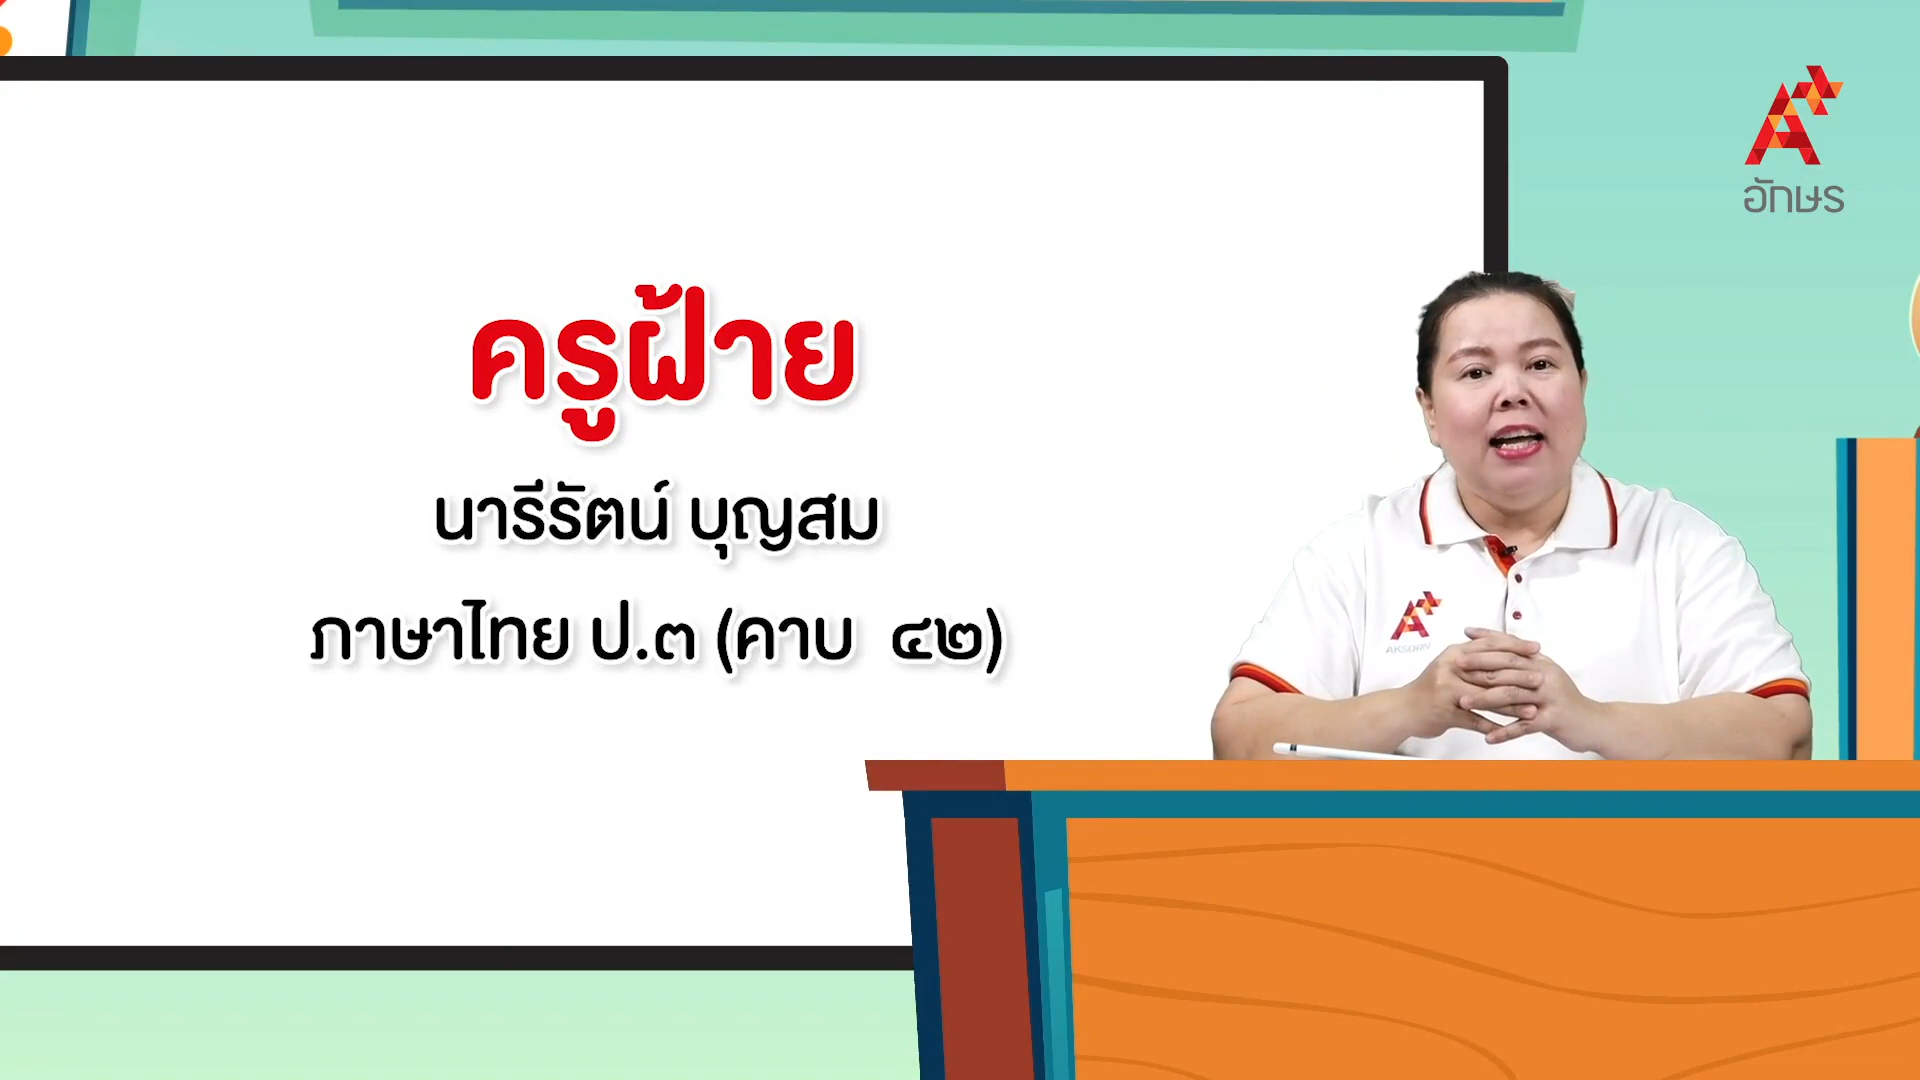 อักษร
ครูฝ้าย
นารีรัตน์ บุญสม
ภาษาไทย ป.๓ (คาบ ๔๒)
AKSORN